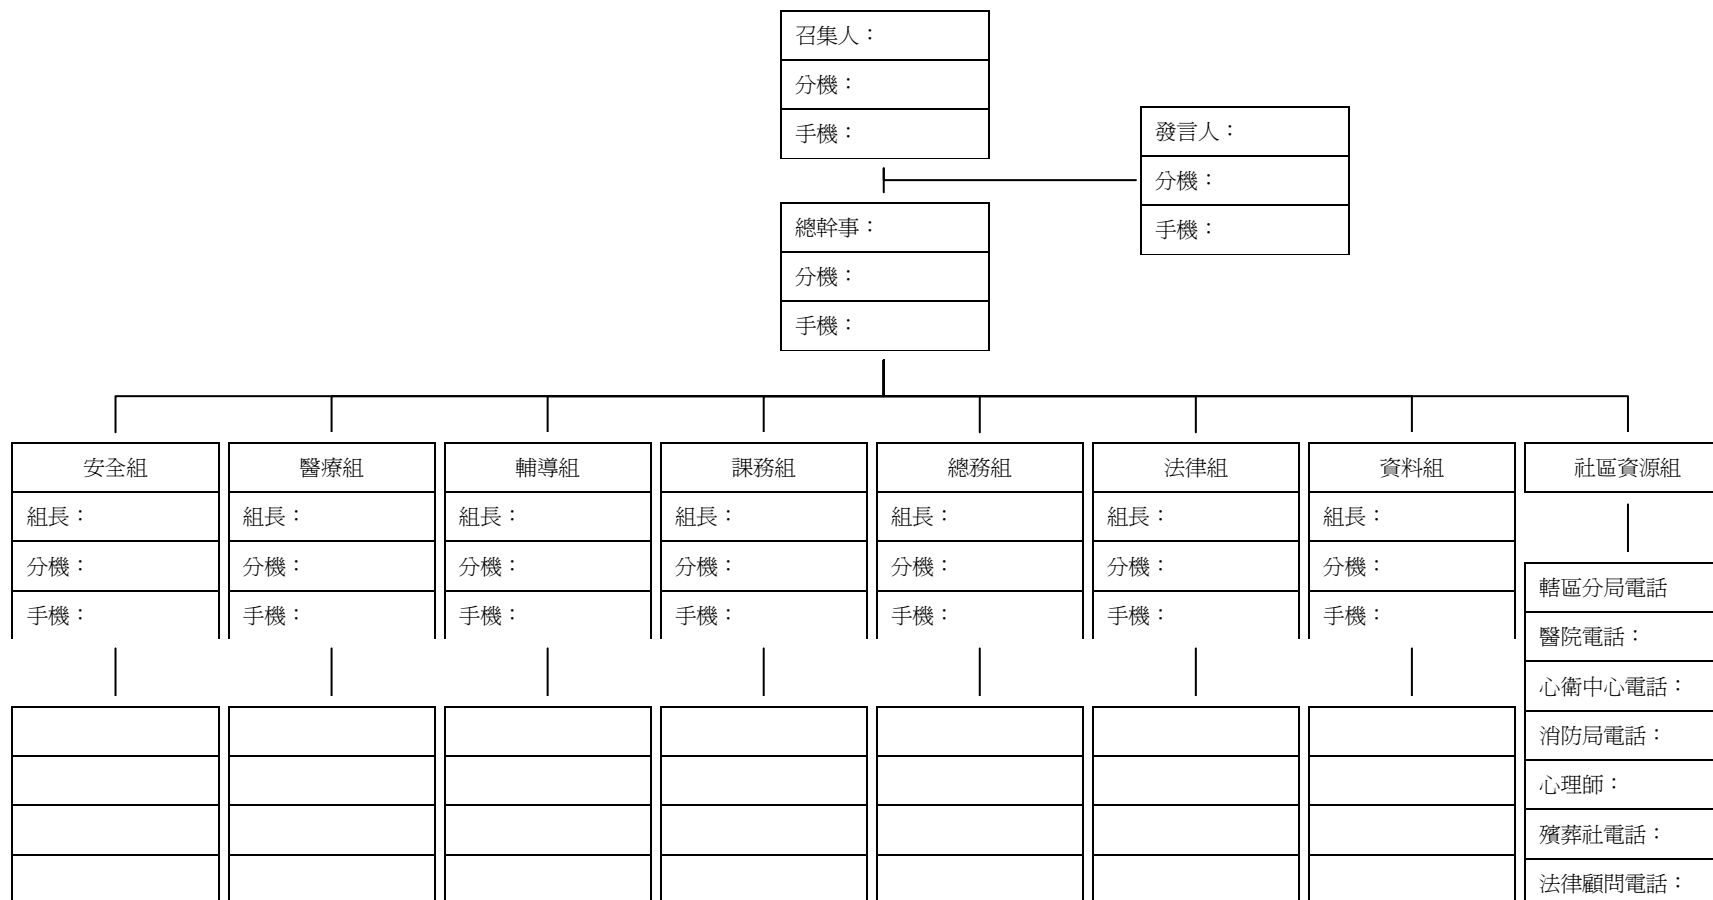 召集人：
分機：
手機：
發言人：
分機：
手機：
總幹事：
分機：
手機：
安全組
組長：
分機：
手機：
醫療組
組長：
分機：
手機：
輔導組
組長：
分機：
手機：
課務組
組長：
分機：
手機：
總務組
組長：
分機：
手機：
法律組
組長：
分機：
手機：
資料組
組長：
分機：
手機：
社區資源組
轄區分局電話
醫院電話：
心衛中心電話：
消防局電話：
心理師：
殯葬社電話：
法律顧問電話：